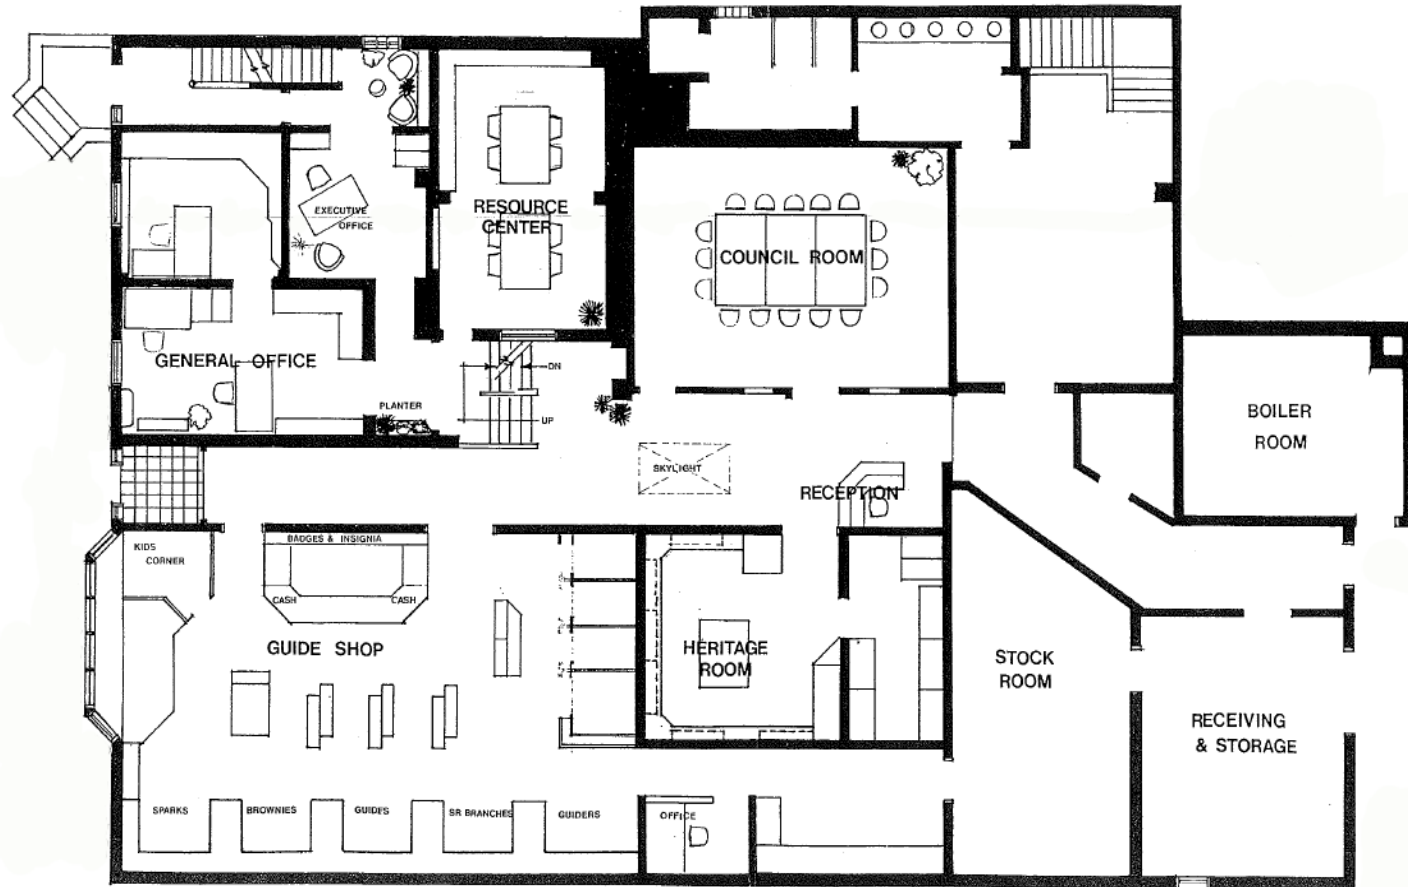 EXECUTIVE
OFFICE
RESOURCE
CENTER
COUNCIL ROOM
GENERAL OFFICE
DN
PLANTER
UP
BOILER
ROOM
SKYLIGHT
RECEPTION
BADGES & INSIGNIA
KIDS
CORNER
CASH
CASH
GUIDE SHOP
HERITAGE
ROOM
STOCK
ROOM
RECEIVING
& STORAGE
SPARKS
BROWNIES
GUIDES
SR BRANCHES
GUIDERS
OFFICE